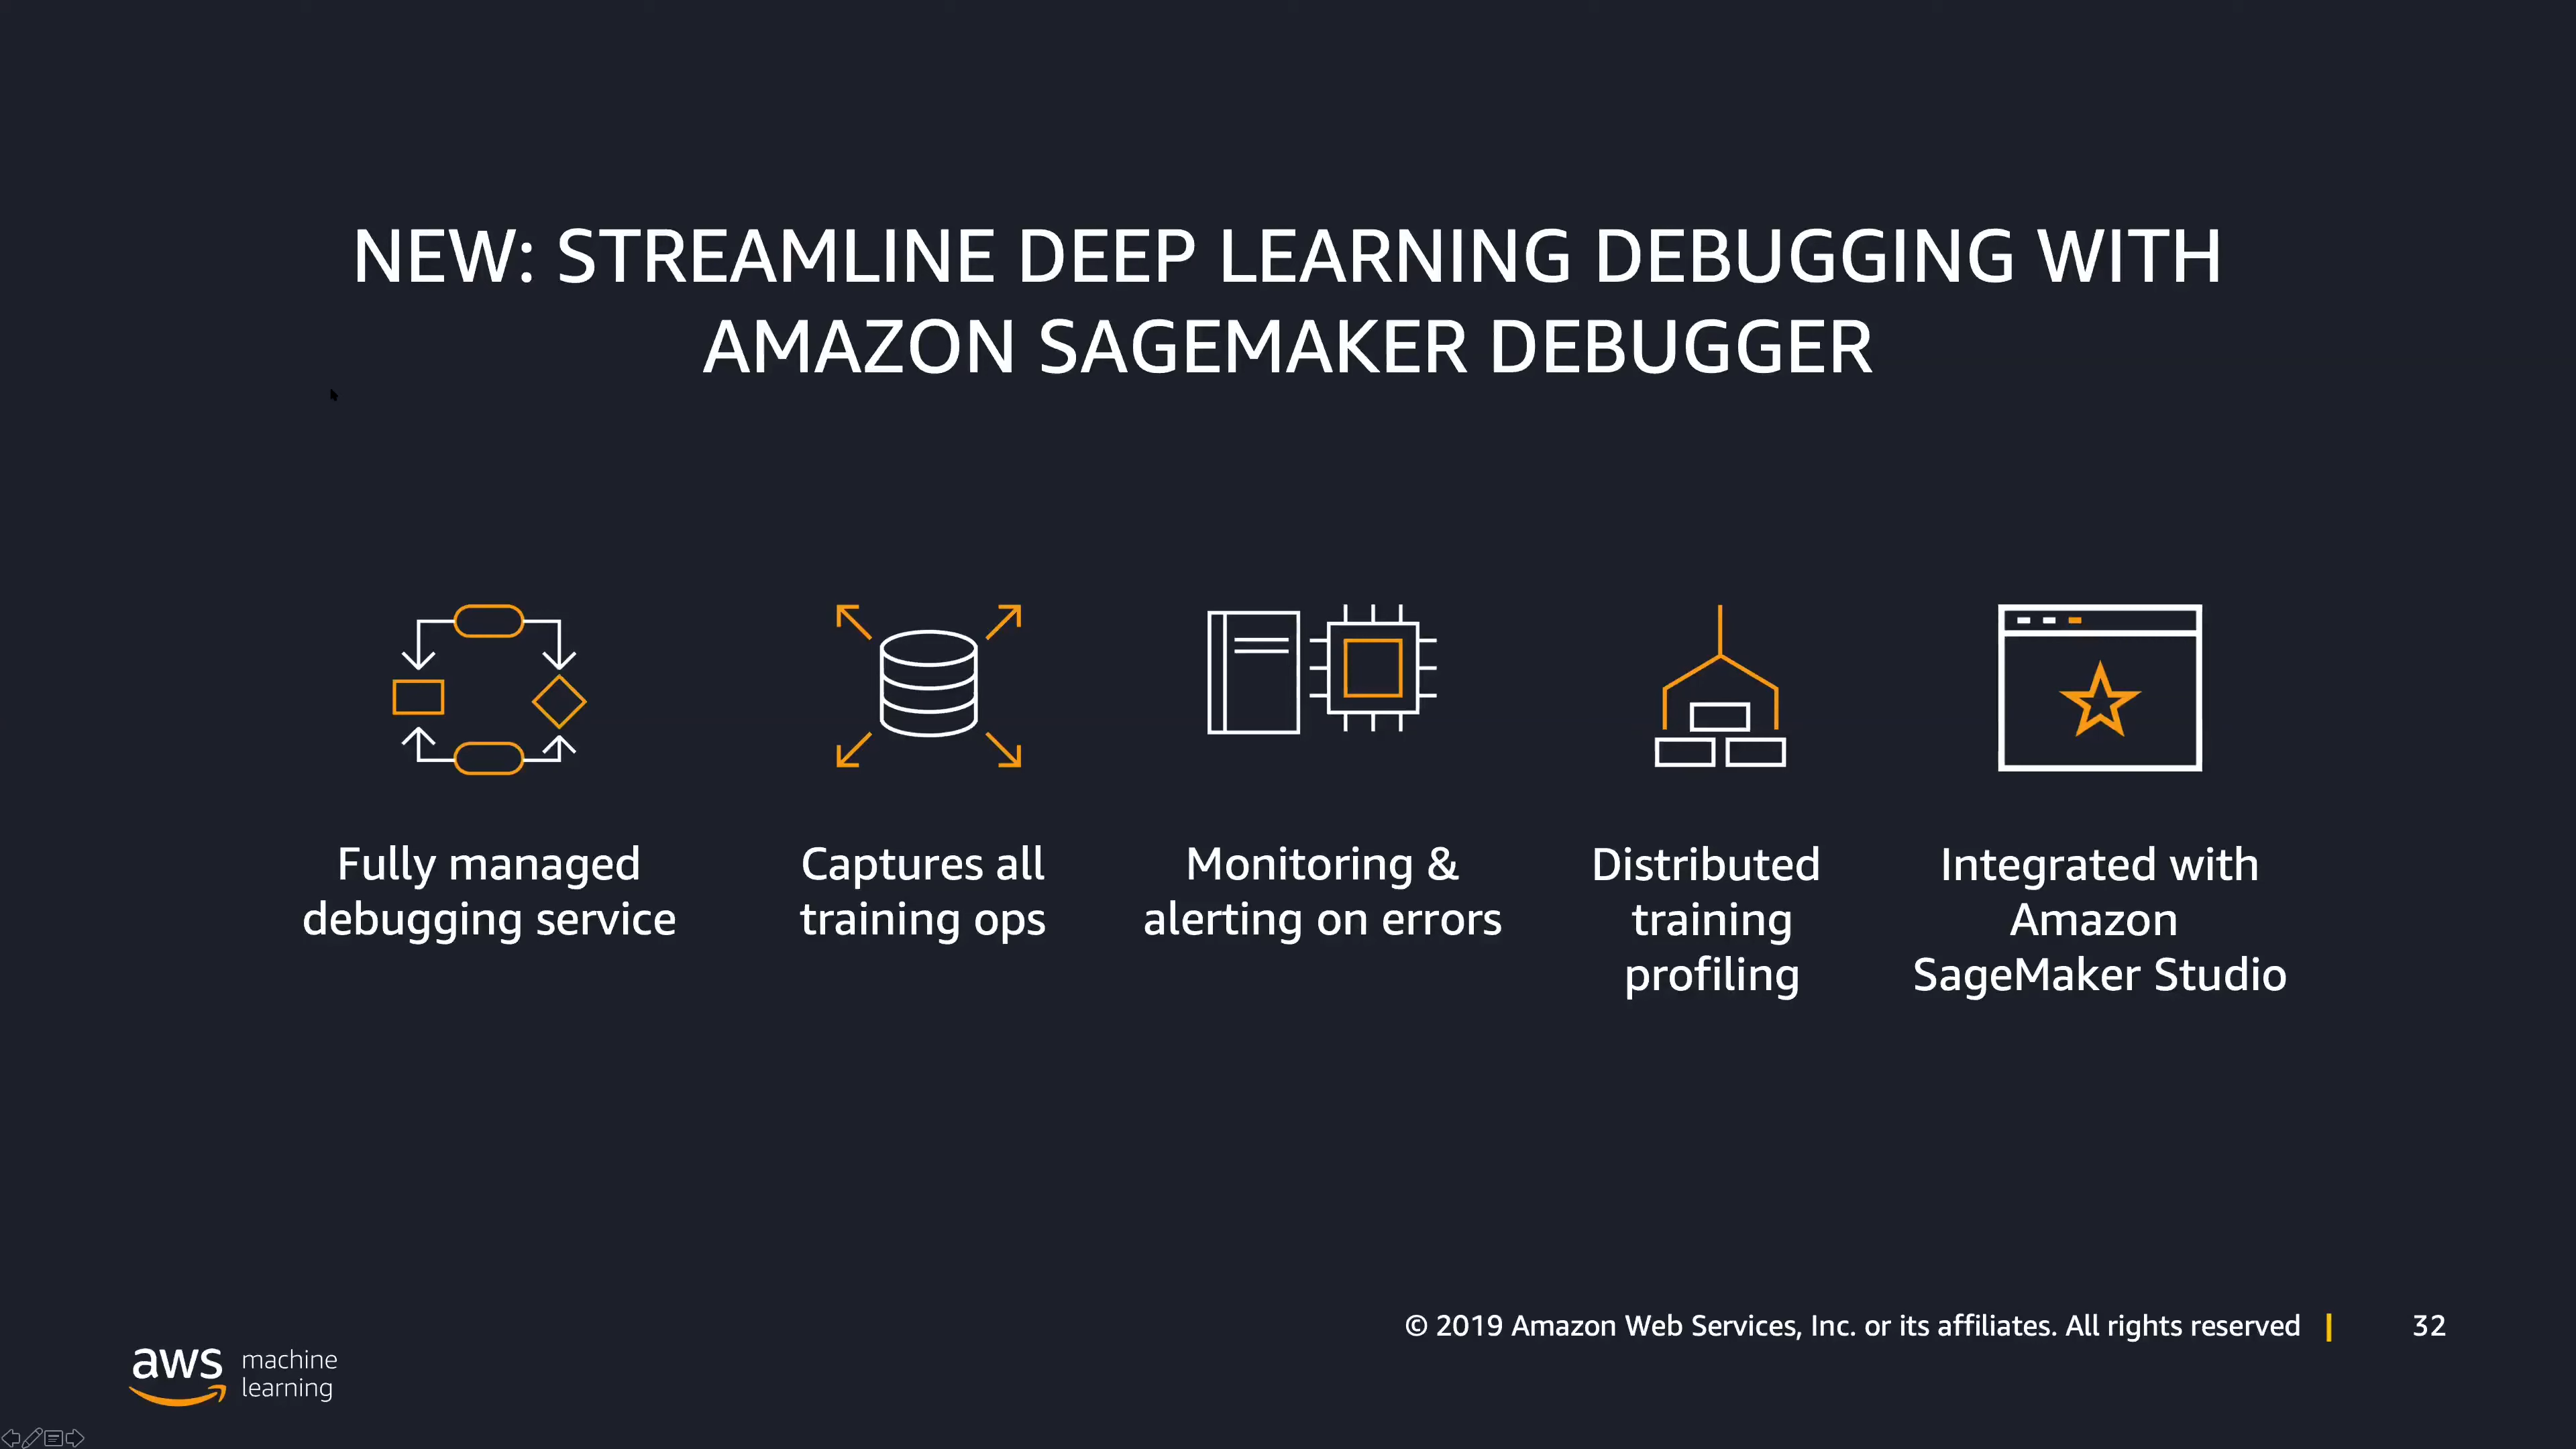 NEW: STREAMLINE DEEP LEARNING DEBUGGING WITH
AMAZON SAGEMAKER DEBUGGER
Fully managed
debugging service
Captures all
training ops
Monitoring &
alerting on errors
Distributed
training
profiling
Integrated with
Amazon
SageMaker Studio
© 2019 Amazon Web Services, Inc. or its affiliates. All rights reserved |
32
aws
machine
learning